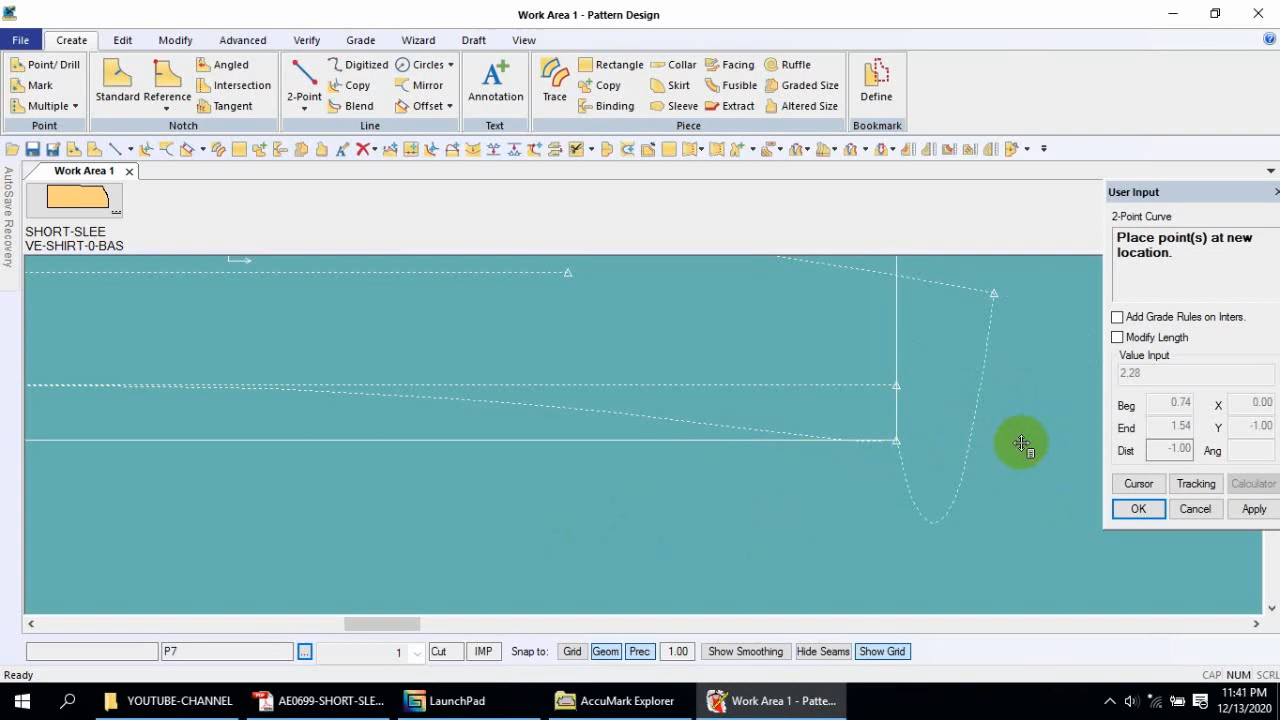 Work Area 1 - Pattern Design
File Create Edit Modify Advanced Verify Grade Wizard Draft View
Point/ Drill Angled Digitized Circles Rectangle Collar Facing Ruffle
Mark Standard Reference Intersection 2-Point Copy Mirror Annotation Trace Copy Skirt Fusible Graded Size Define
Multiple Tangent Blend Offset Binding Sleeve Extract Altered Size
Point Notch Line Text Piece Bookmark
Work Area 1
AutoSave Recovery
SHORT-SLEE
VE-SHIRT-0-BAS
User Input
2-Point Curve
Place point(s) at new
location.
Add Grade Rules on Inters.
Modify Length
Value Input
2.28
Beg 0.74 X 0.00
End 1.54 Y -1.00
Dist -1.00 Ang
Cursor Tracking Calculator
OK Cancel Apply
P7 ... 1 Cut IMP Snap to: Grid Geom Prec 1.00 Show Smoothing Hide Seams Show Grid
Ready CAP NUM SCRL
YOUTUBE-CHANNEL AE0699-SHORT-SLE... LaunchPad AccuMark Explorer Work Area 1 - Patte...
11:41 PM
12/13/2020